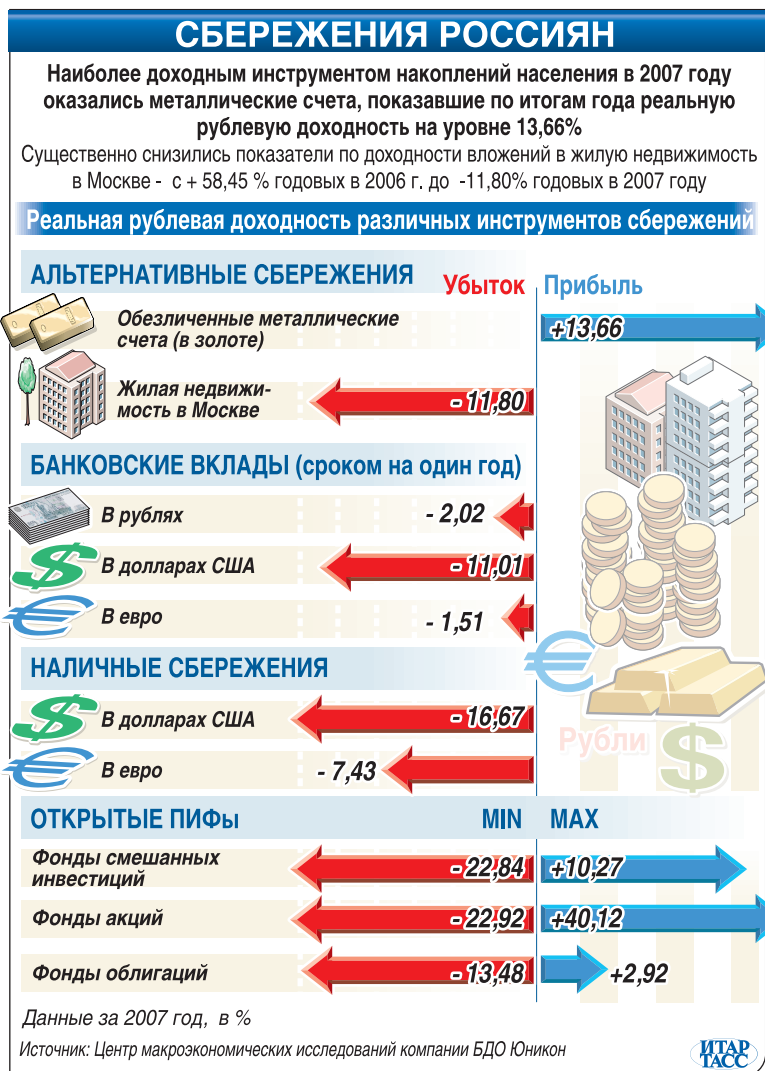 СБЕРЕЖЕНИЯ РОССИЯН
Наиболее доходным инструментом накоплений населения в 2007 году
оказались металлические счета, показавшие по итогам года реальную
рублевую доходность на уровне 13,66%
Существенно снизились показатели по доходности вложений в жилую недвижимость
в Москве - с + 58,45 % годовых в 2006 г. до -11,80% годовых в 2007 году
Реальная рублевая доходность различных инструментов сбережений
АЛЬТЕРНАТИВНЫЕ СБЕРЕЖЕНИЯ Убыток Прибыль
Обезличенные металлические
счета (в золоте) +13,66
Жилая недвижи-
мость в Москве - 11,80
БАНКОВСКИЕ ВКЛАДЫ (сроком на один год)
В рублях - 2,02
$ В долларах США - 11,01
€ В евро - 1,51
НАЛИЧНЫЕ СБЕРЕЖЕНИЯ €
$ В долларах США - 16,67
Рубли $
€ В евро - 7,43
ОТКРЫТЫЕ ПИФы MIN MAX
Фонды смешанных
инвестиций - 22,84 +10,27
Фонды акций - 22,92 +40,12
Фонды облигаций - 13,48 +2,92
Данные за 2007 год, в %
Источник: Центр макроэкономических исследований компании БДО Юникон
ИТАР
ТАСС